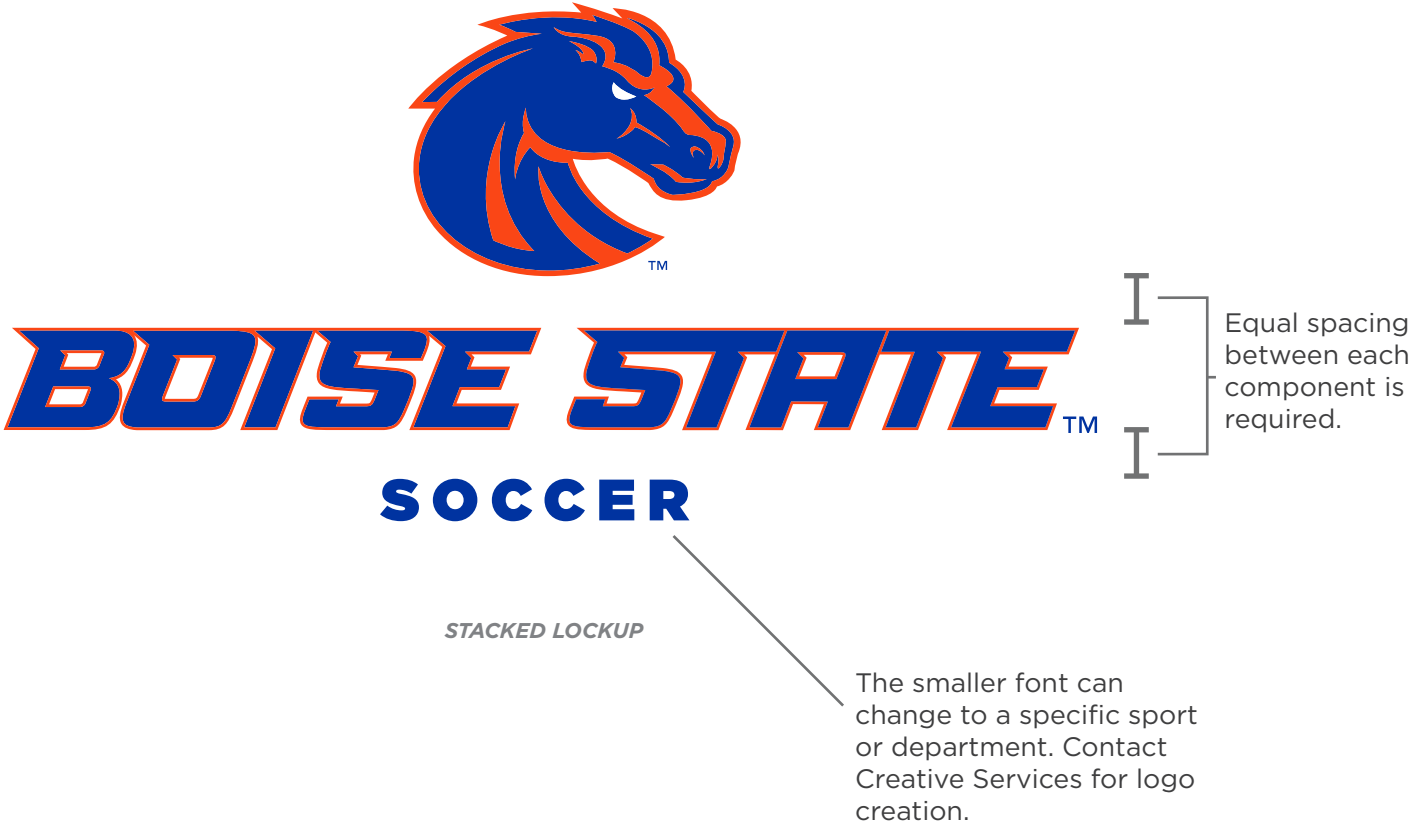 TM
BOISE STATE TM
SOCCER
Equal spacing
between each
component is
required.
STACKED LOCKUP
The smaller font can
change to a specific sport
or department. Contact
Creative Services for logo
creation.